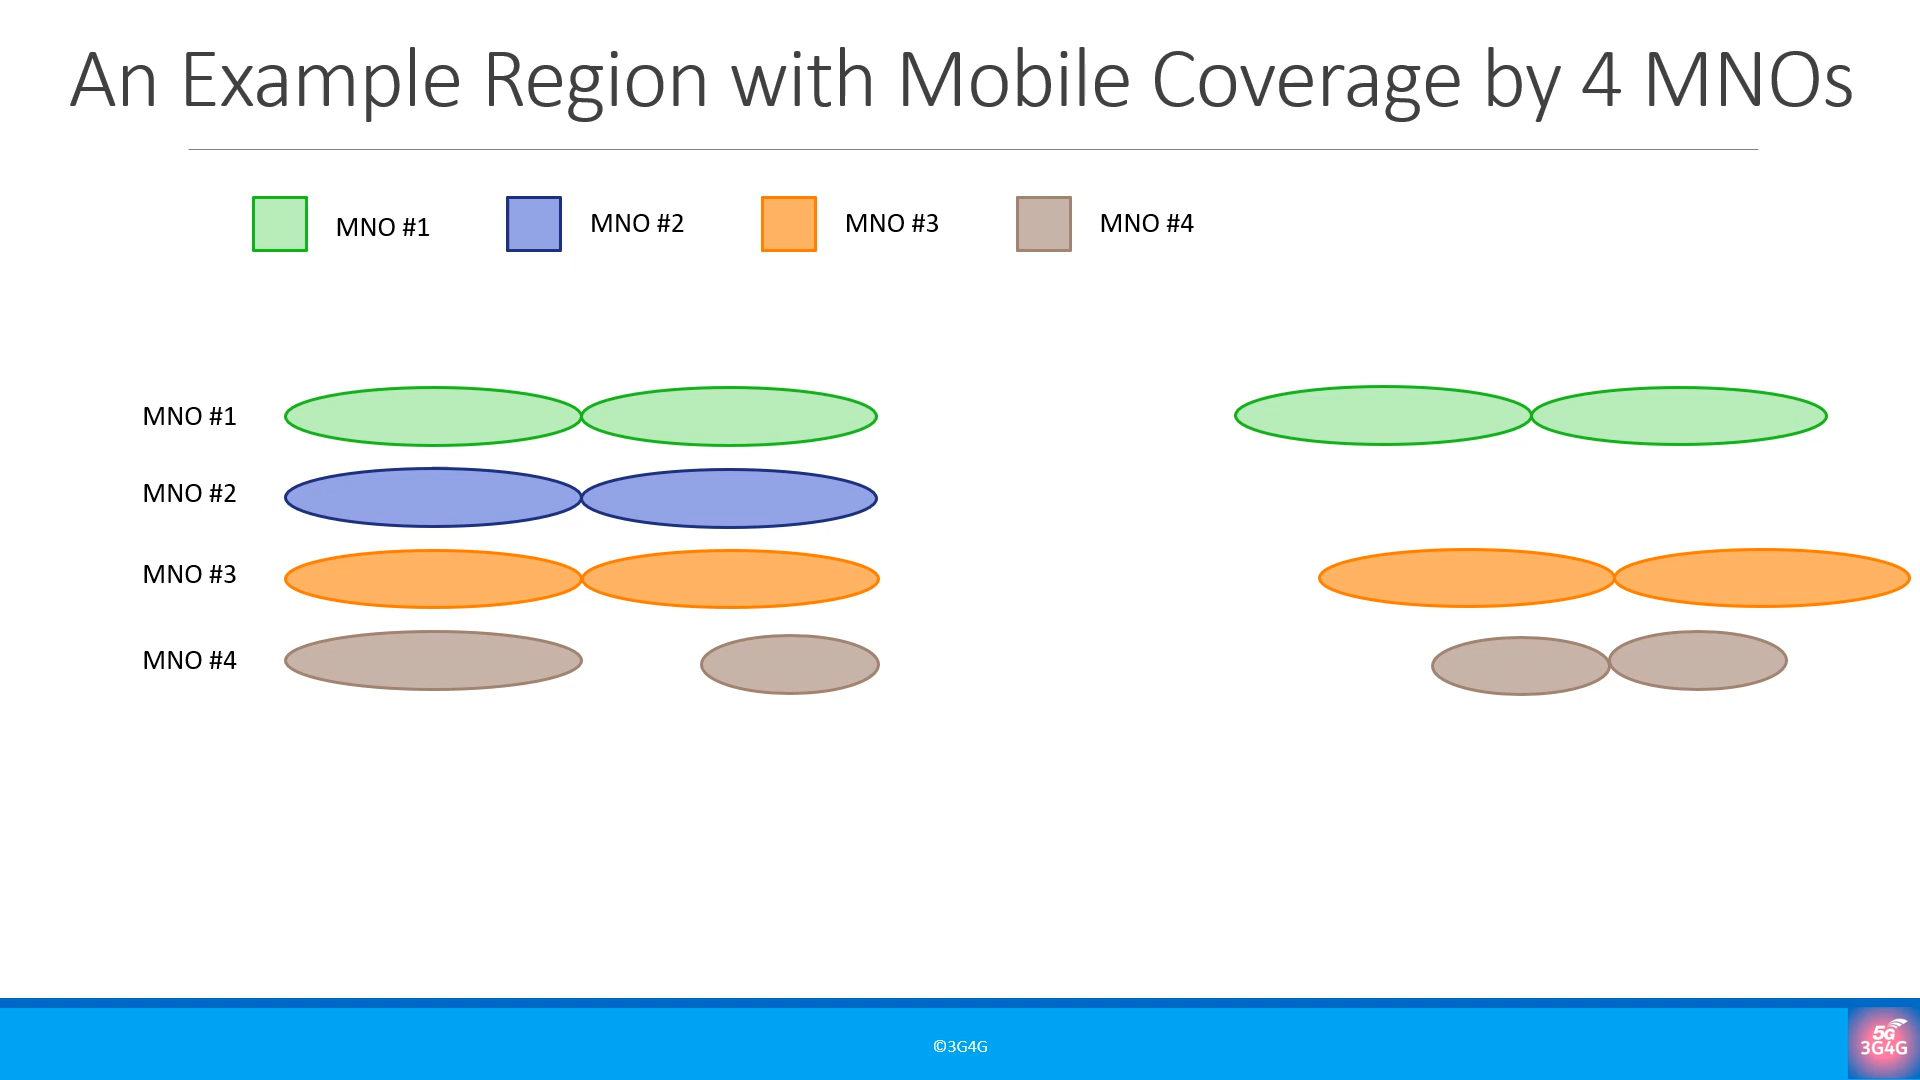 An Example Region with Mobile Coverage by 4 MNOs
MNO #1
MNO #2
MNO #3
MNO #4
MNO #1
MNO #2
MNO #3
MNO #4
©3G4G
5G
3G4G